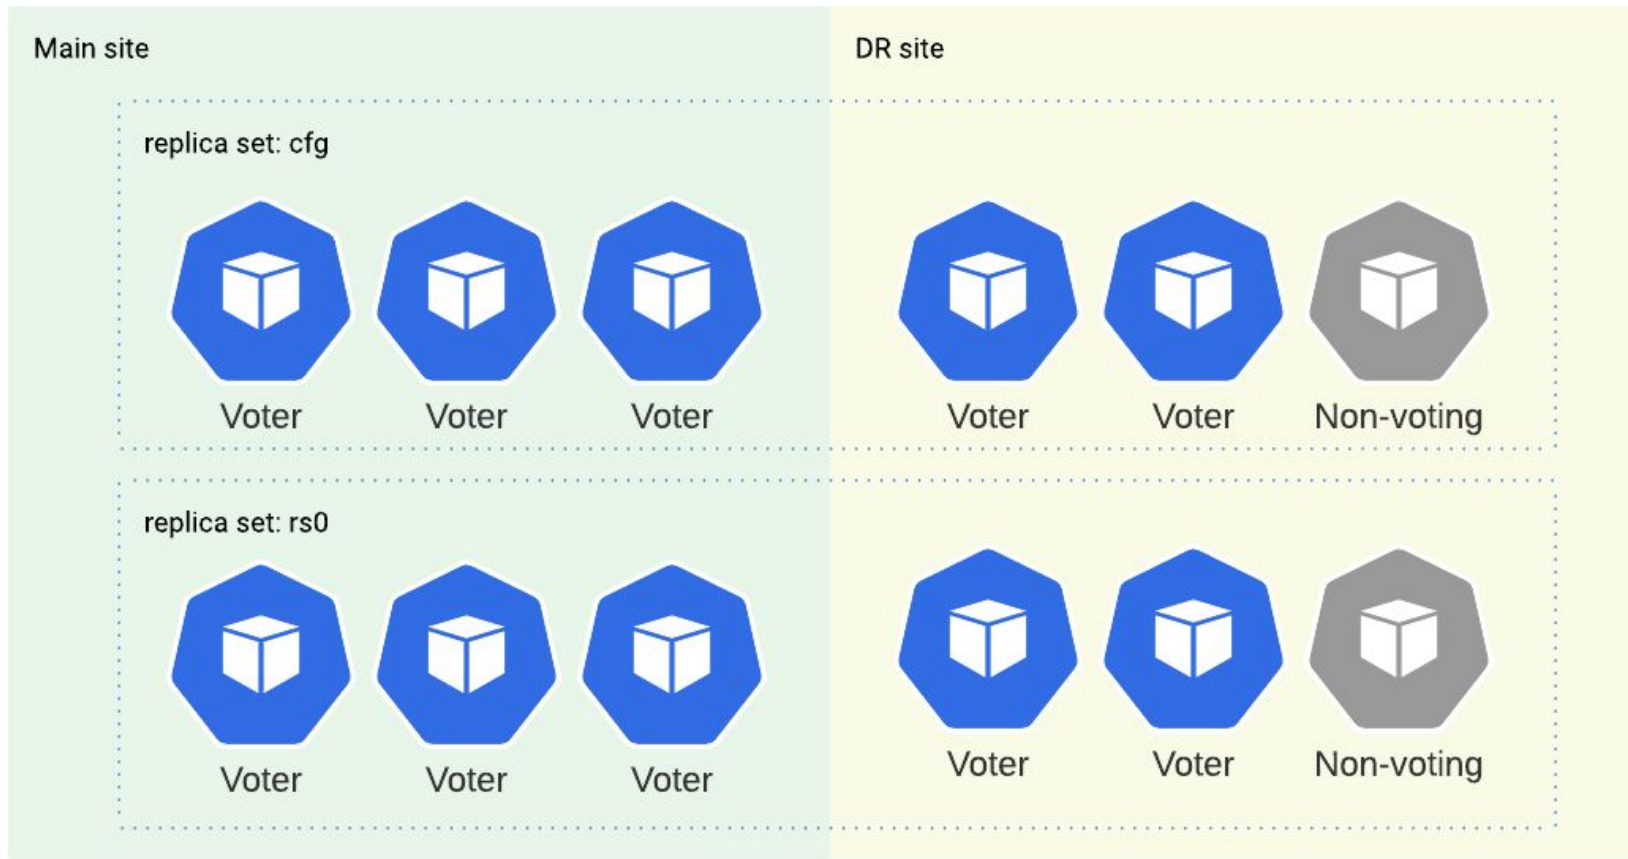 Main site
DR site
replica set: cfg
Voter
Voter
Voter
Voter
Voter
Non-voting
replica set: rs0
Voter
Voter
Voter
Voter
Voter
Non-voting